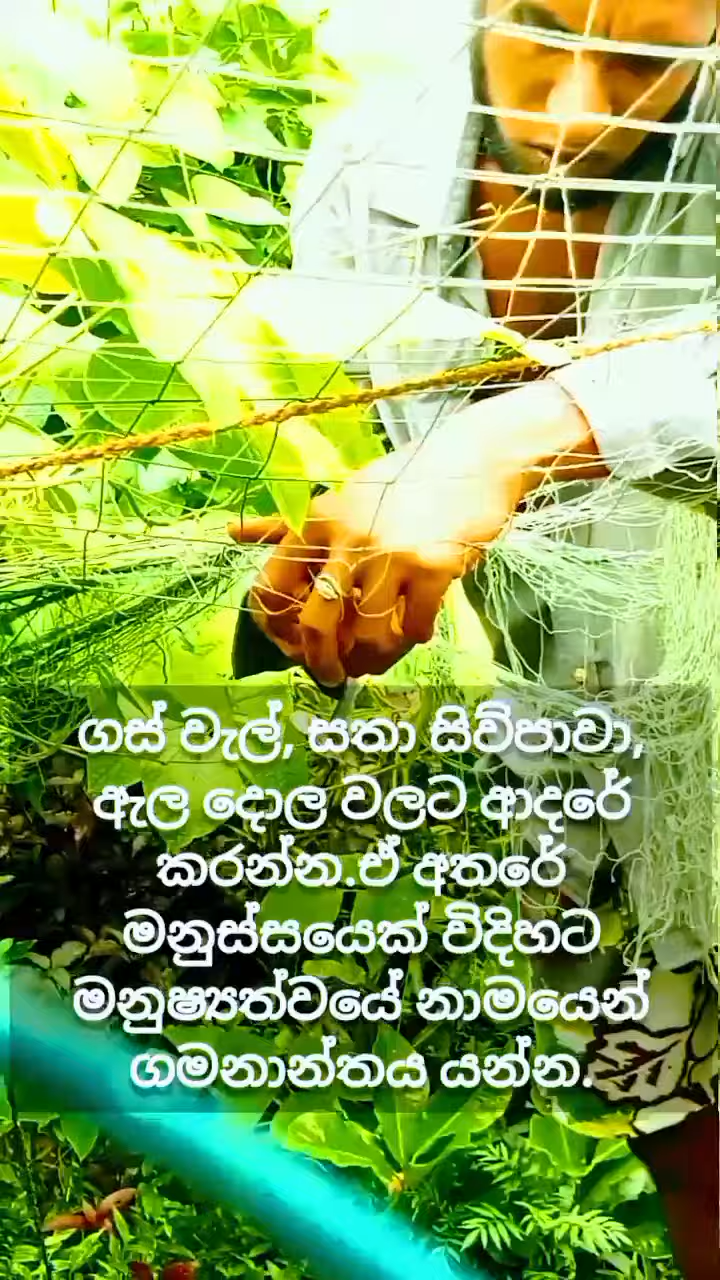 ගස් වැල්, සතා සිව්පාවා,
ඇල දොල වලට ආදරේ
කරන්න.ඒ අතරේ
මනුස්සයෙක් විදිහට
මනුෂ්‍යත්වයේ නාමයෙන්
ගමනාන්තය යන්න.